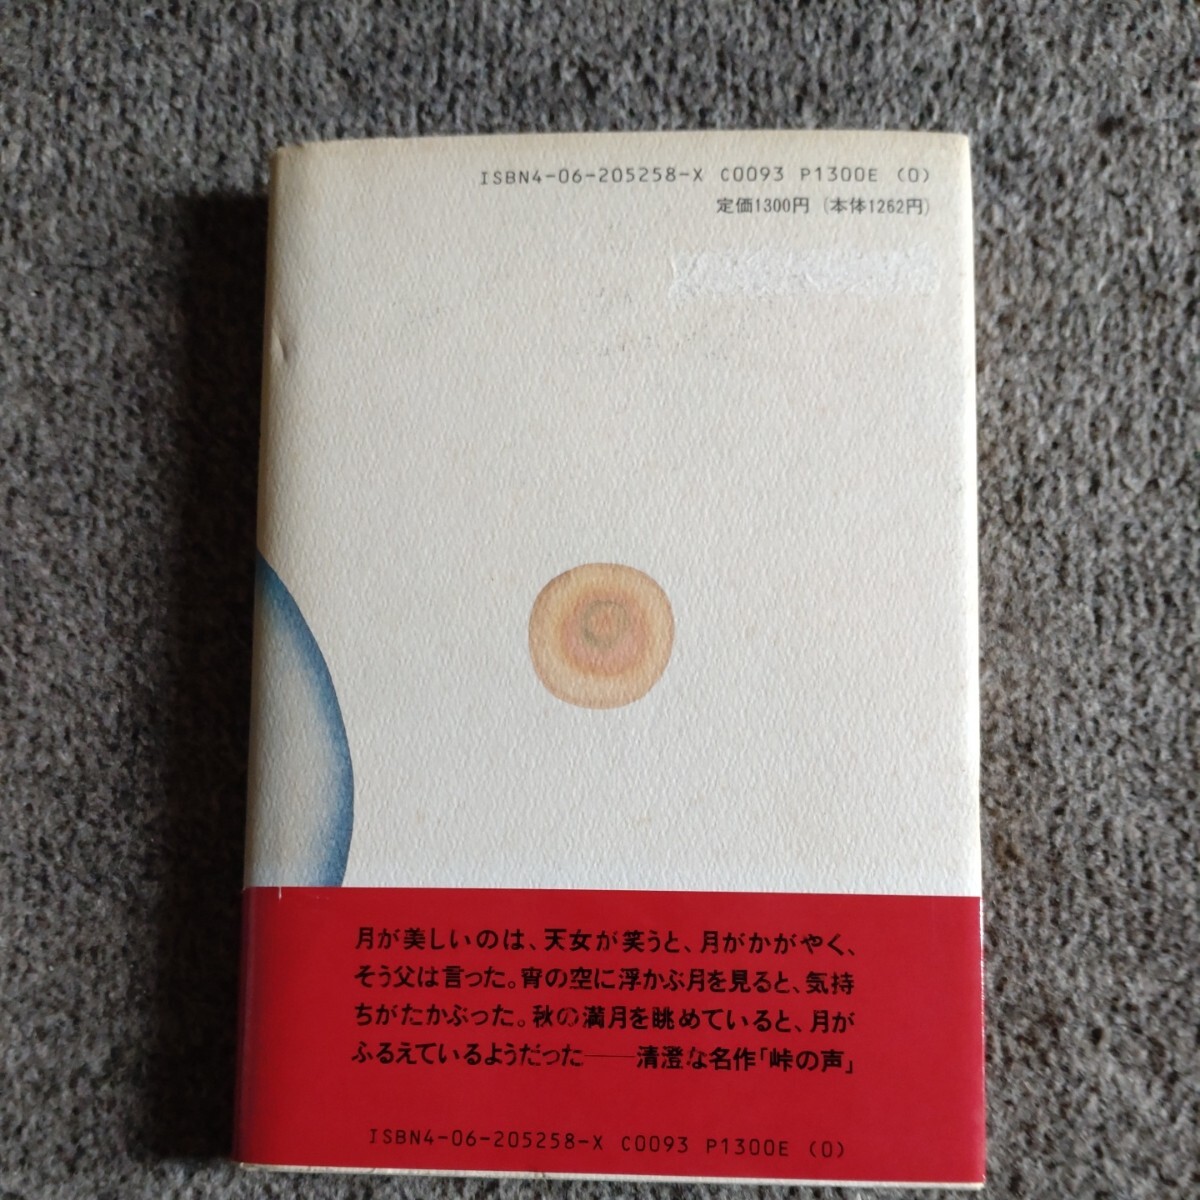 ISBN4-06-205258-X C0093 P1300E (0)
定価1300円 (本体1262円)
月が美しいのは、天女が笑うと、月がかがやく、
そう父は言った。宵の空に浮かぶ月を見ると、気持
ちがたかぶった。秋の満月を眺めていると、月が
ふるえているようだった──清澄な名作「峠の声」
ISBN4-06-205258-X C0093 P1300E (0)